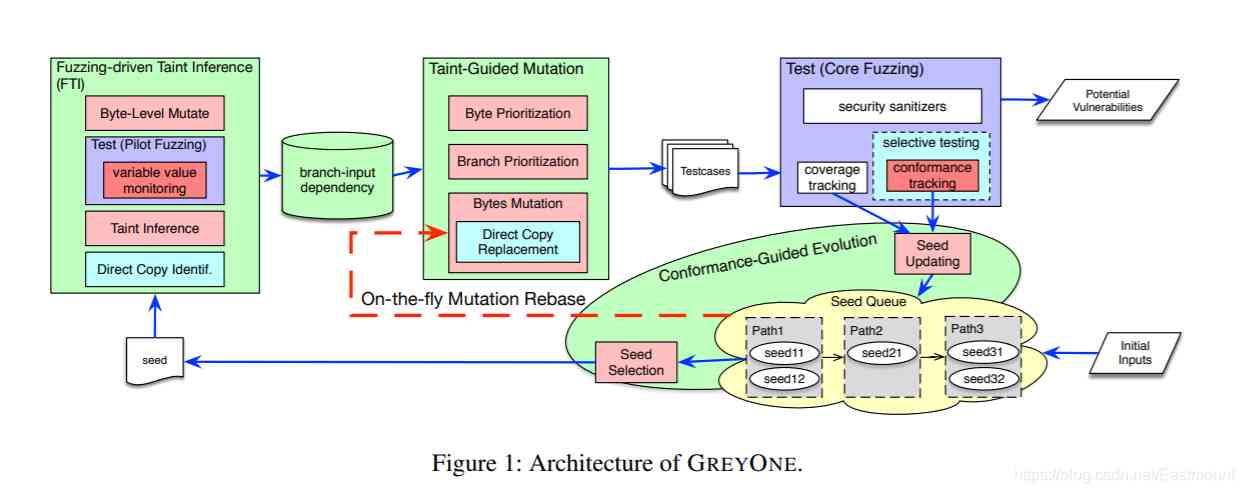 Fuzzing-driven Taint Inference
(FTI)
Byte-Level Mutate
Test (Pilot Fuzzing)
variable value
monitoring
Taint Inference
Direct Copy Identif.
branch-input
dependency
Taint-Guided Mutation
Byte Prioritization
Branch Prioritization
Bytes Mutation
Direct Copy
Replacement
Testcases
Test (Core Fuzzing)
security sanitizers
selective testing
coverage
tracking
conformance
tracking
Potential
Vulnerabilities
Conformance-Guided Evolution
Seed
Updating
On-the-fly Mutation Rebase
Seed Queue
Path1
seed11
seed12
Path2
seed21
Path3
seed31
seed32
Initial
Inputs
Seed
Selection
seed
Figure 1: Architecture of GREYONE.
https://blog.csdn.net/Eastmount